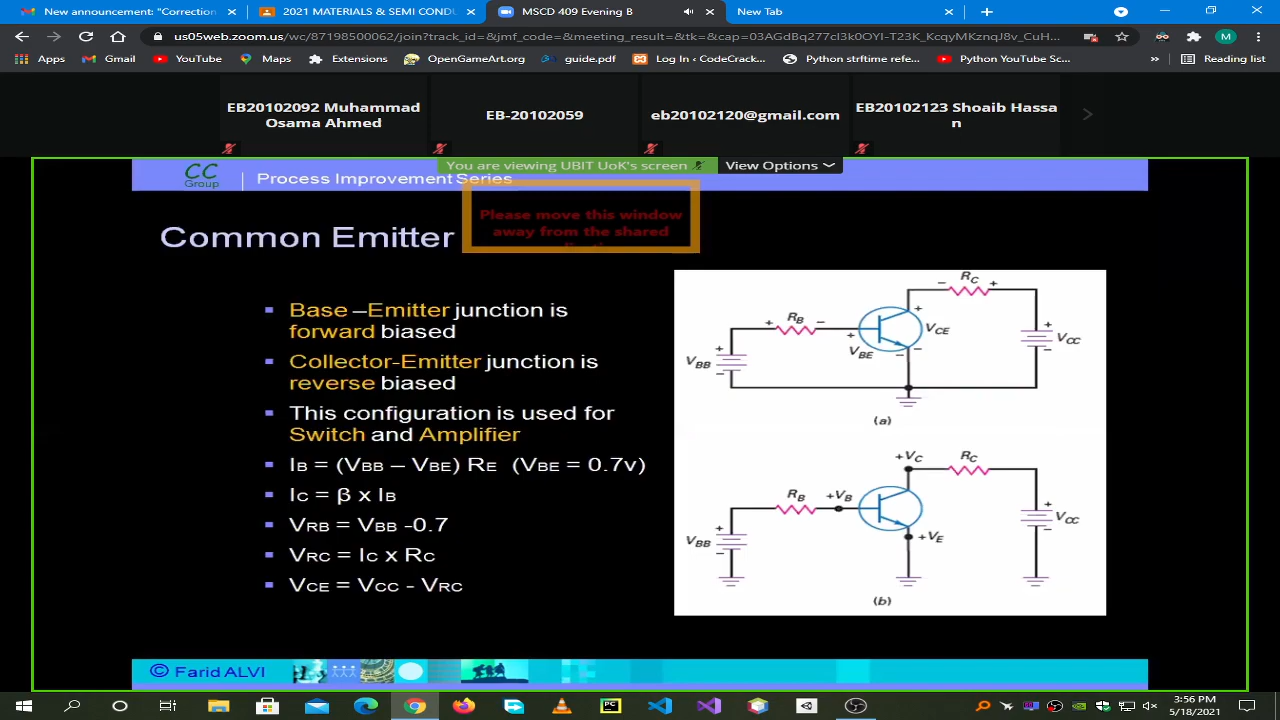 New announcement: "Correction
2021 MATERIALS & SEMI CONDU
MSCD 409 Evening B
New Tab
us05web.zoom.us/wc/87198500062/join?track_id=&jmf_code=&meeting_result=&tk=&cap=03AGdBq277cI3k0OYI-T23K_KcqyMKznqJ8v_CuH...
M
Apps
Gmail
YouTube
Maps
Extensions
OpenGameArt.org
guide.pdf
Log In ‹ CodeCrack...
Python strftime refe...
Python YouTube Sc...
»
Reading list
EB20102092 Muhammad
Osama Ahmed
EB-20102059
eb20102120@gmail.com
EB20102123 Shoaib Hassa
n
You are viewing UBIT UoK's screen
View Options
CC
Group
Process Improvement Series
Please move this window
away from the shared
Common Emitter
Base –Emitter junction is
forward biased
Collector-Emitter junction is
reverse biased
This configuration is used for
Switch and Amplifier
IB = (VBB – VBE) RE (VBE = 0.7v)
IC = β x IB
VRB = VBB -0.7
VRC = IC x RC
VCE = VCC - VRC
RC
− +
RB
+ −
+
VCE
+
VBE
− −
+
VBB
−
+
VCC
−
(a)
+VC
RC
RB
+VB
+VE
+
VBB
−
+
VCC
−
(b)
© Farid ALVI
3:56 PM
5/18/2021